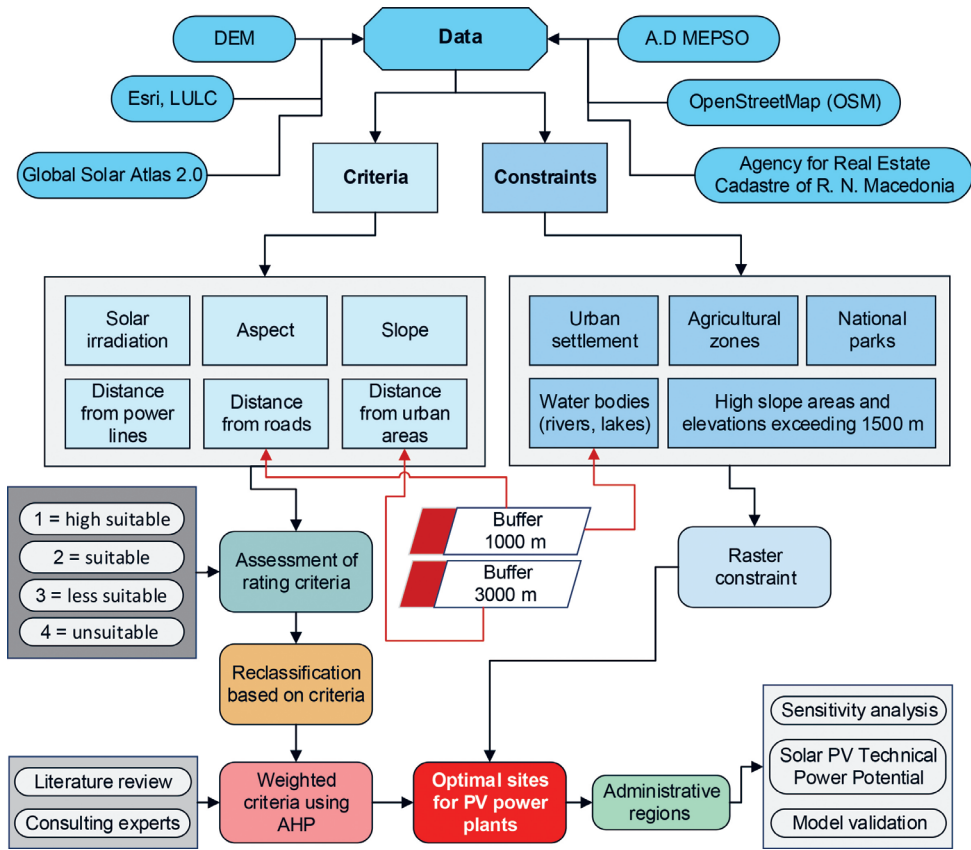 DEM
Data
A.D MEPSO
Esri, LULC
OpenStreetMap (OSM)
Global Solar Atlas 2.0
Criteria
Constraints
Agency for Real Estate
Cadastre of R. N. Macedonia
Solar
irradiation
Aspect
Slope
Distance
from power
lines
Distance
from roads
Distance
from urban
areas
Urban
settlement
Agricultural
zones
National
parks
Water bodies
(rivers, lakes)
High slope areas and
elevations exceeding 1500 m
1 = high suitable
2 = suitable
3 = less suitable
4 = unsuitable
Assessment of
rating criteria
Buffer
1000 m
Buffer
3000 m
Raster
constraint
Reclassification
based on criteria
Literature review
Consulting experts
Weighted
criteria using
AHP
Optimal sites
for PV power
plants
Administrative
regions
Sensitivity analysis
Solar PV Technical
Power Potential
Model validation